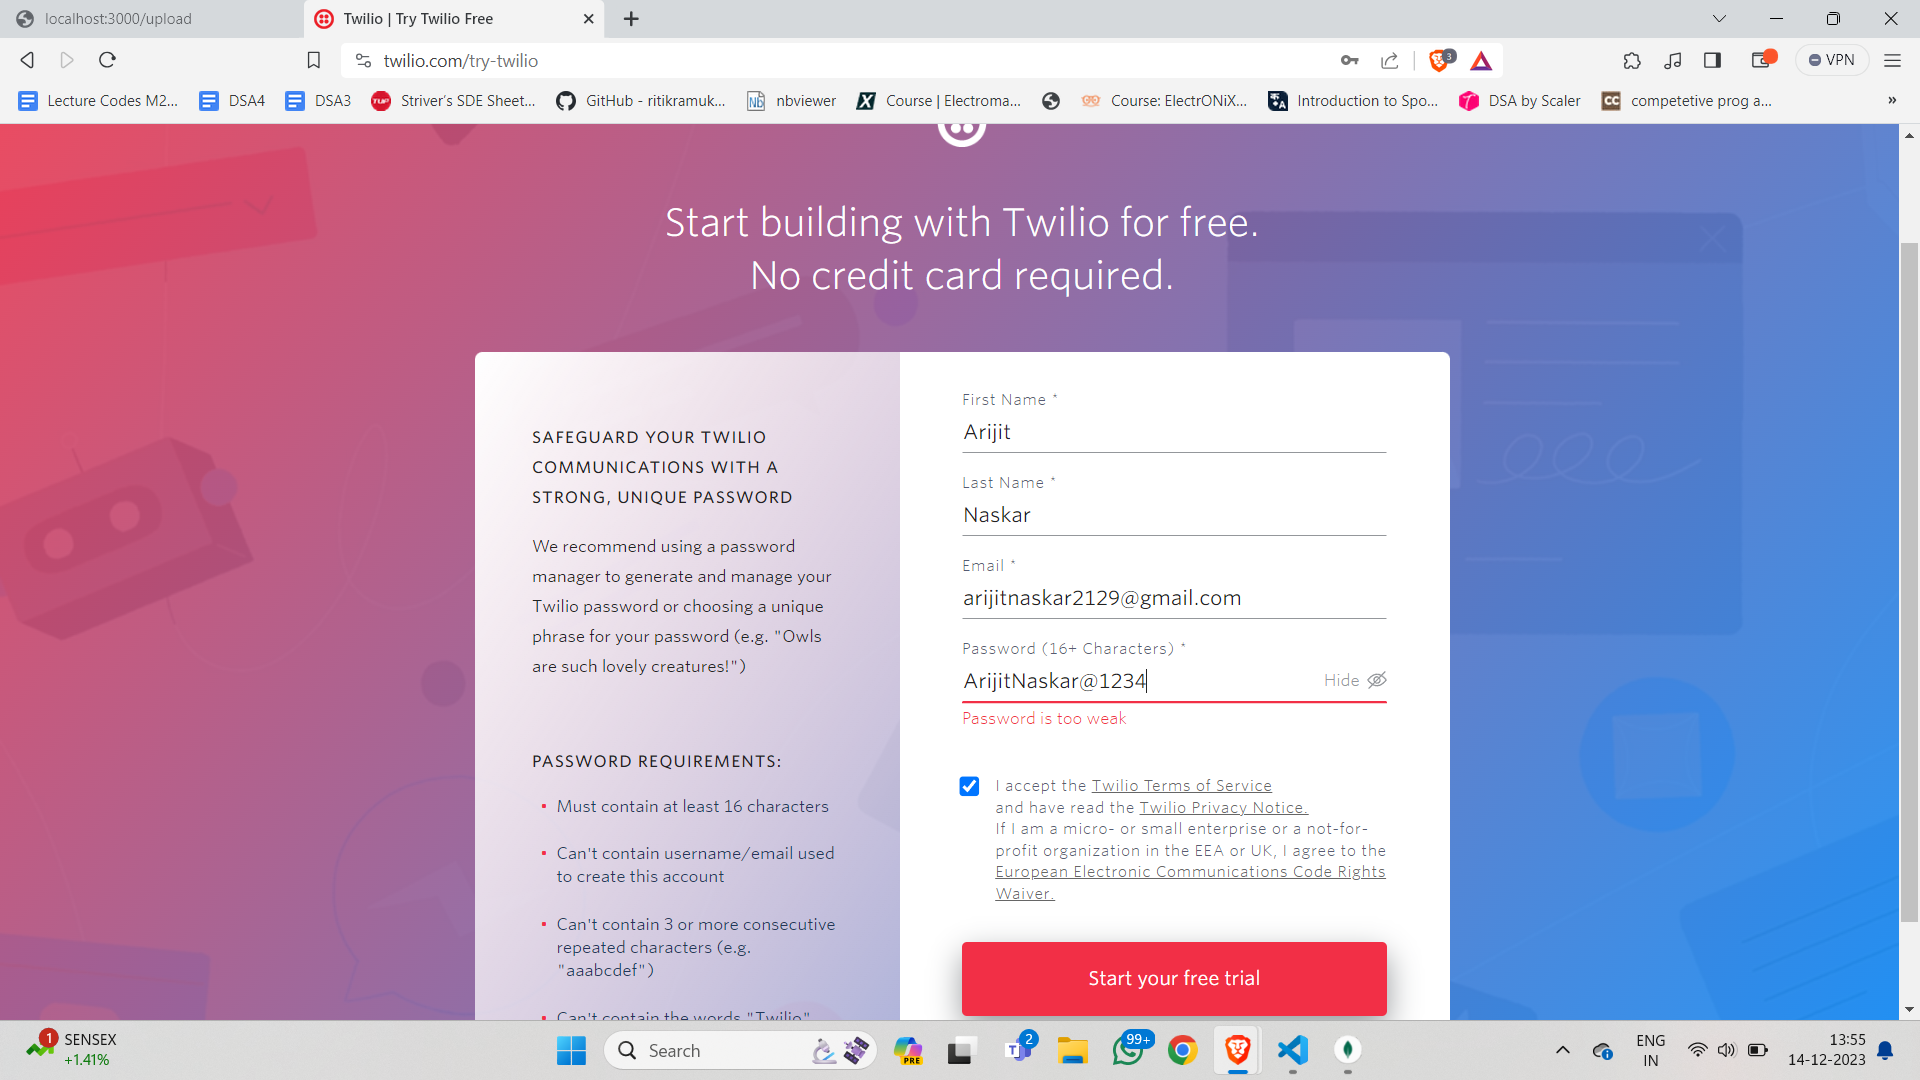 localhost:3000/upload
Twilio | Try Twilio Free
twilio.com/try-twilio
3
VPN
Lecture Codes M2...
DSA4
DSA3
TUF
Striver's SDE Sheet...
GitHub - ritikramuk...
nb
nbviewer
Course | Electroma...
Course: ElectrONiX...
Introduction to Spo...
DSA by Scaler
CC
competetive prog a...
»
Start building with Twilio for free.
No credit card required.
SAFEGUARD YOUR TWILIO
COMMUNICATIONS WITH A
STRONG, UNIQUE PASSWORD
We recommend using a password
manager to generate and manage your
Twilio password or choosing a unique
phrase for your password (e.g. "Owls
are such lovely creatures!")
PASSWORD REQUIREMENTS:
• Must contain at least 16 characters
• Can't contain username/email used
to create this account
• Can't contain 3 or more consecutive
repeated characters (e.g.
"aaabcdef")
• Can't contain the words "Twilio"
First Name *
Arijit
Last Name *
Naskar
Email *
arijitnaskar2129@gmail.com
Password (16+ Characters) *
ArijitNaskar@1234
Hide
Password is too weak
I accept the Twilio Terms of Service
and have read the Twilio Privacy Notice.
If I am a micro- or small enterprise or a not-for-
profit organization in the EEA or UK, I agree to the
European Electronic Communications Code Rights
Waiver.
Start your free trial
1
SENSEX
+1.41%
Search
PRE
T
2
99+
ENG
IN
13:55
14-12-2023